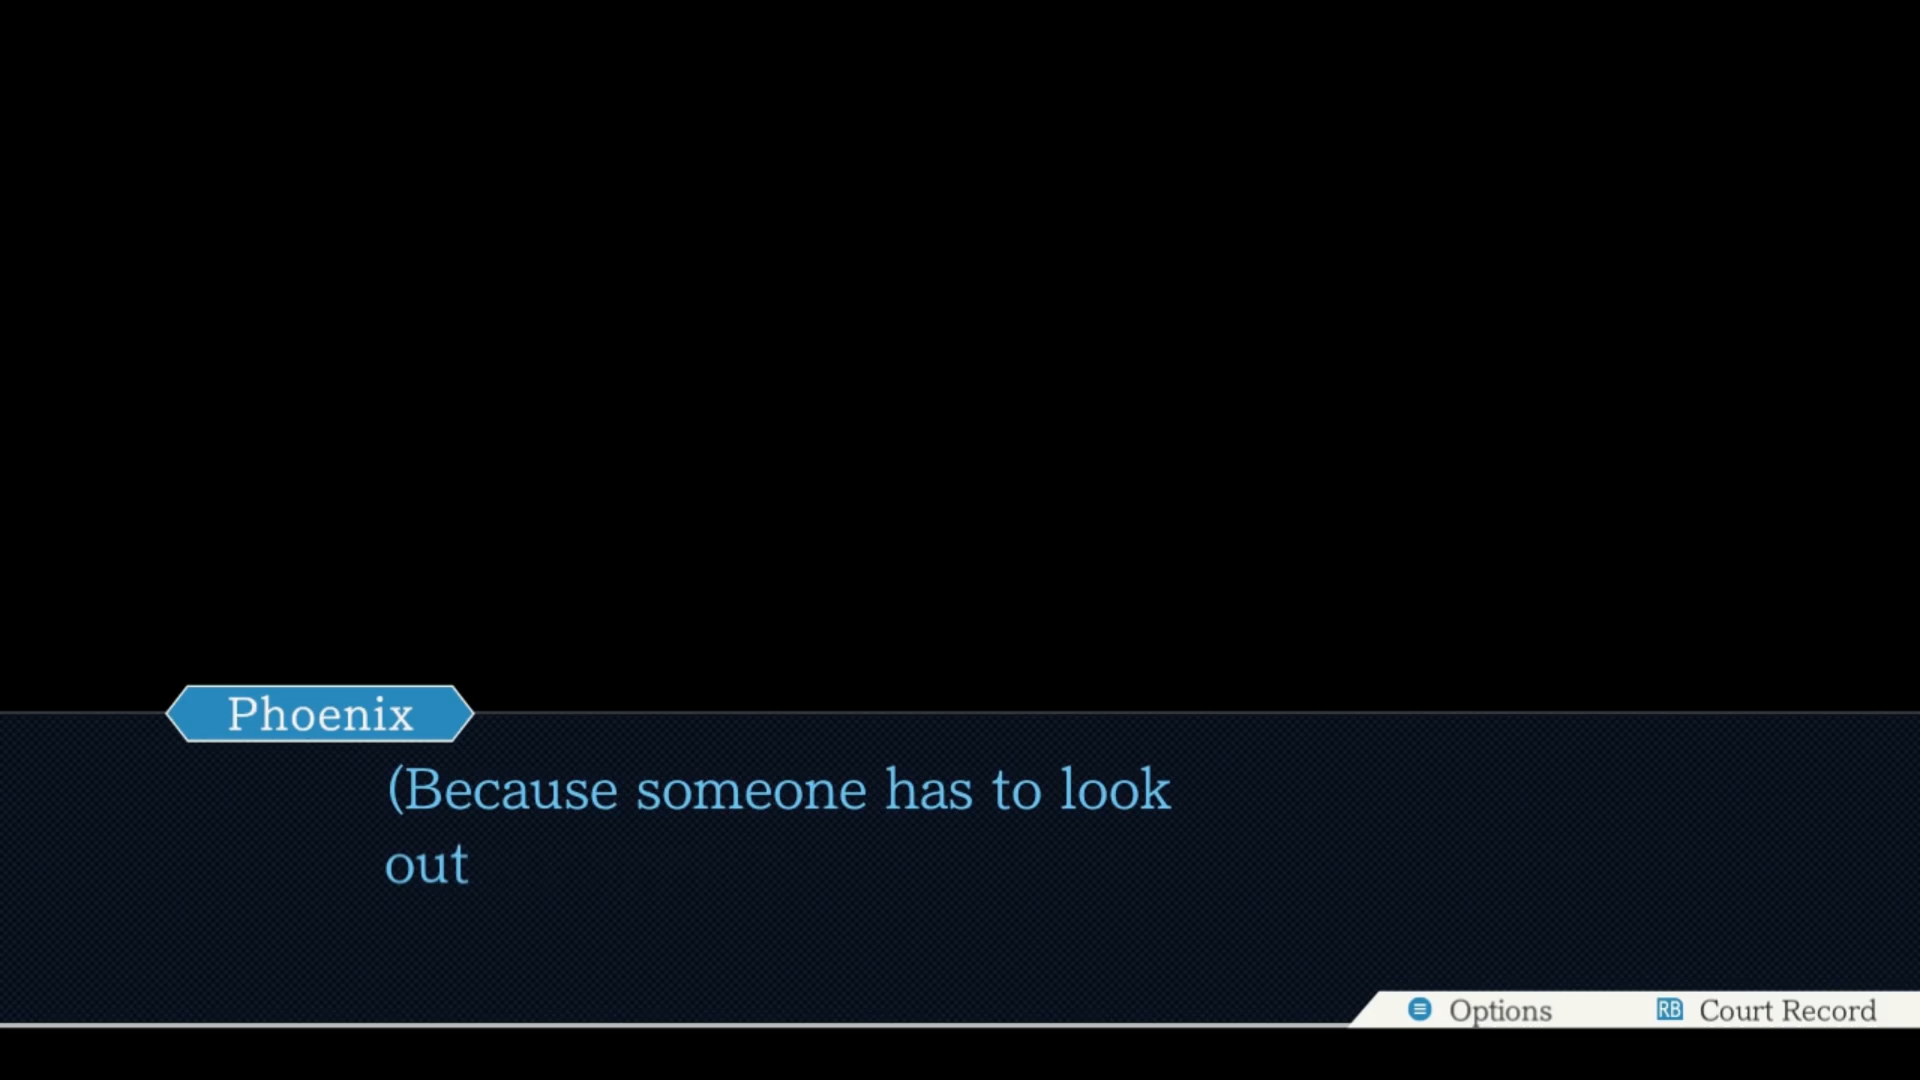 Phoenix
(Because someone has to look
out
Options
RB Court Record